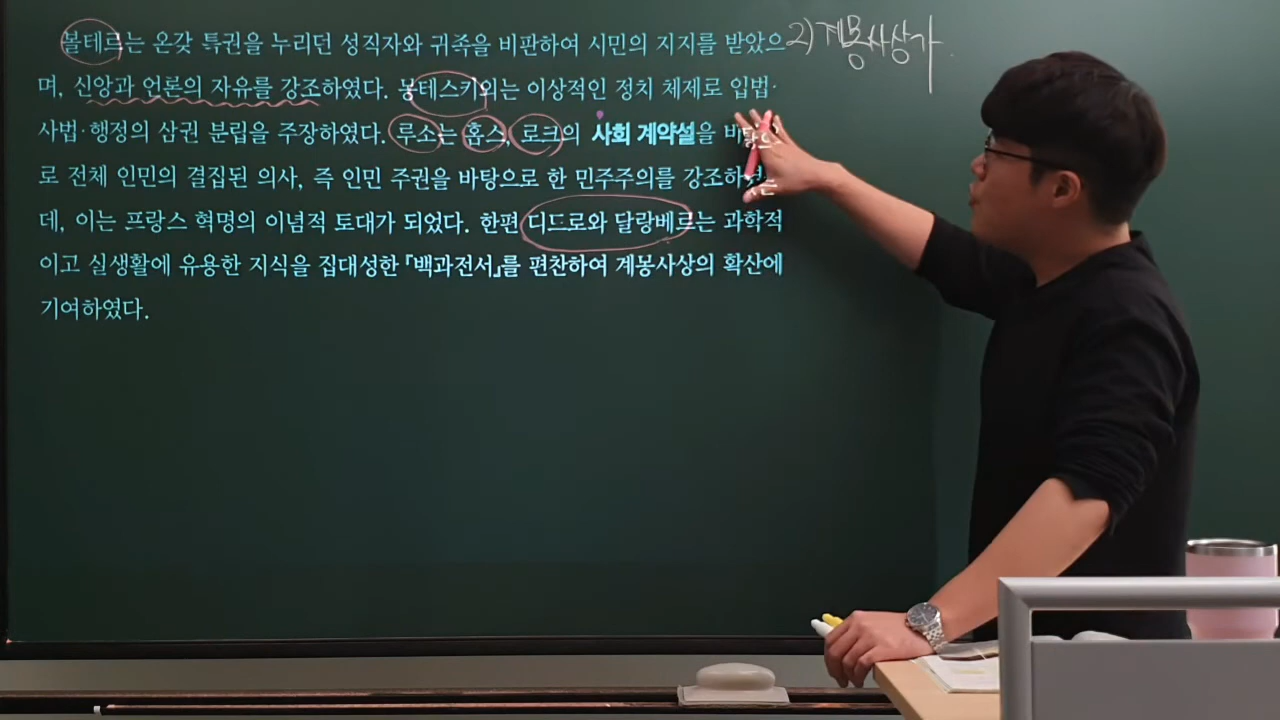 볼테르는 온갖 특권을 누리던 성직자와 귀족을 비판하여 시민의 지지를 받았으
며, 신앙과 언론의 자유를 강조하였다. 몽테스키외는 이상적인 정치 체제로 입법·
사법·행정의 삼권 분립을 주장하였다. 루소는 홉스, 로크의 사회 계약설을 바탕으
로 전체 인민의 결집된 의사, 즉 인민 주권을 바탕으로 한 민주주의를 강조하였는
데, 이는 프랑스 혁명의 이념적 토대가 되었다. 한편 디드로와 달랑베르는 과학적
이고 실생활에 유용한 지식을 집대성한 『백과전서』를 편찬하여 계몽사상의 확산에
기여하였다.
2) 계몽사상가.